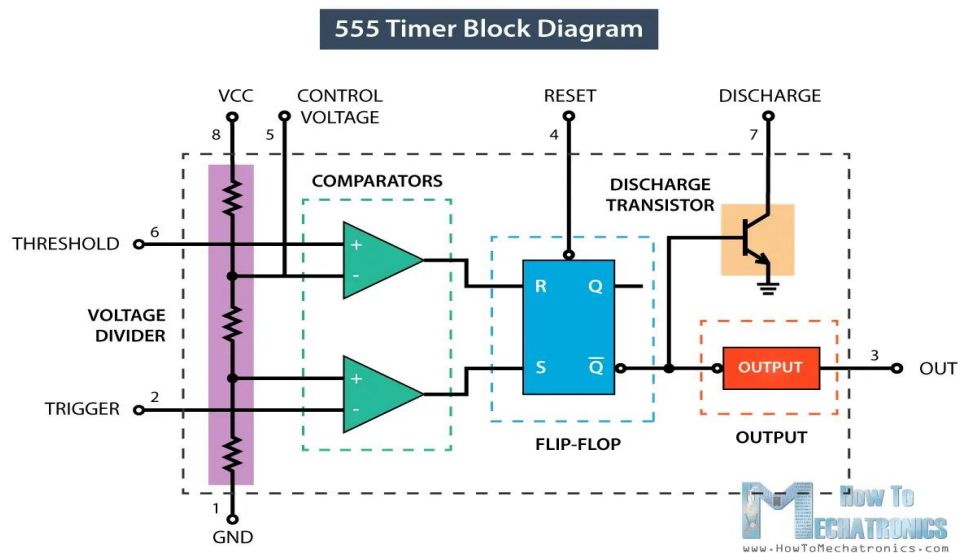 555 Timer Block Diagram
VCC
CONTROL
VOLTAGE
RESET
DISCHARGE
8
5
4
7
COMPARATORS
DISCHARGE
TRANSISTOR
THRESHOLD
6
+
-
R
Q
VOLTAGE
DIVIDER
+
-
S
Q̅
OUTPUT
3
OUT
TRIGGER
2
FLIP-FLOP
OUTPUT
1
GND
How To
MECHATRONICS
www.HowToMechatronics.com